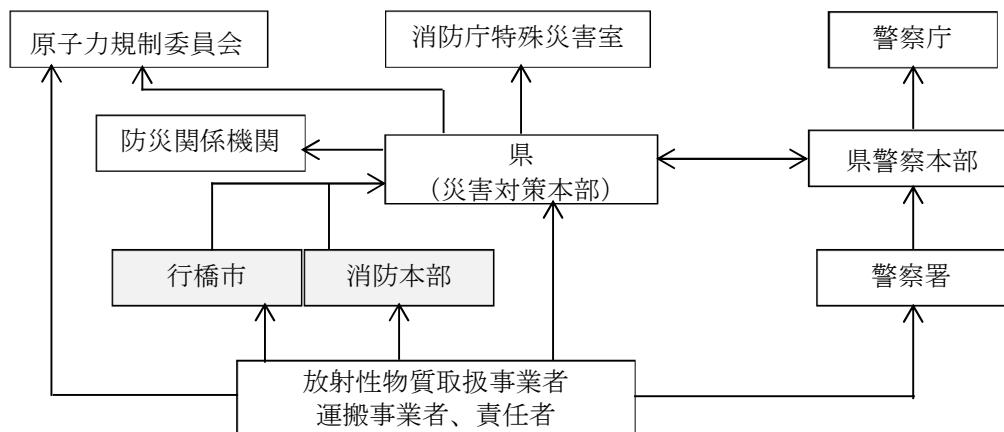 原子力規制委員会
消防庁特殊災害室
警察庁
防災関係機関
県
（災害対策本部）
県警察本部
行橋市
消防本部
警察署
放射性物質取扱事業者
運搬事業者、責任者